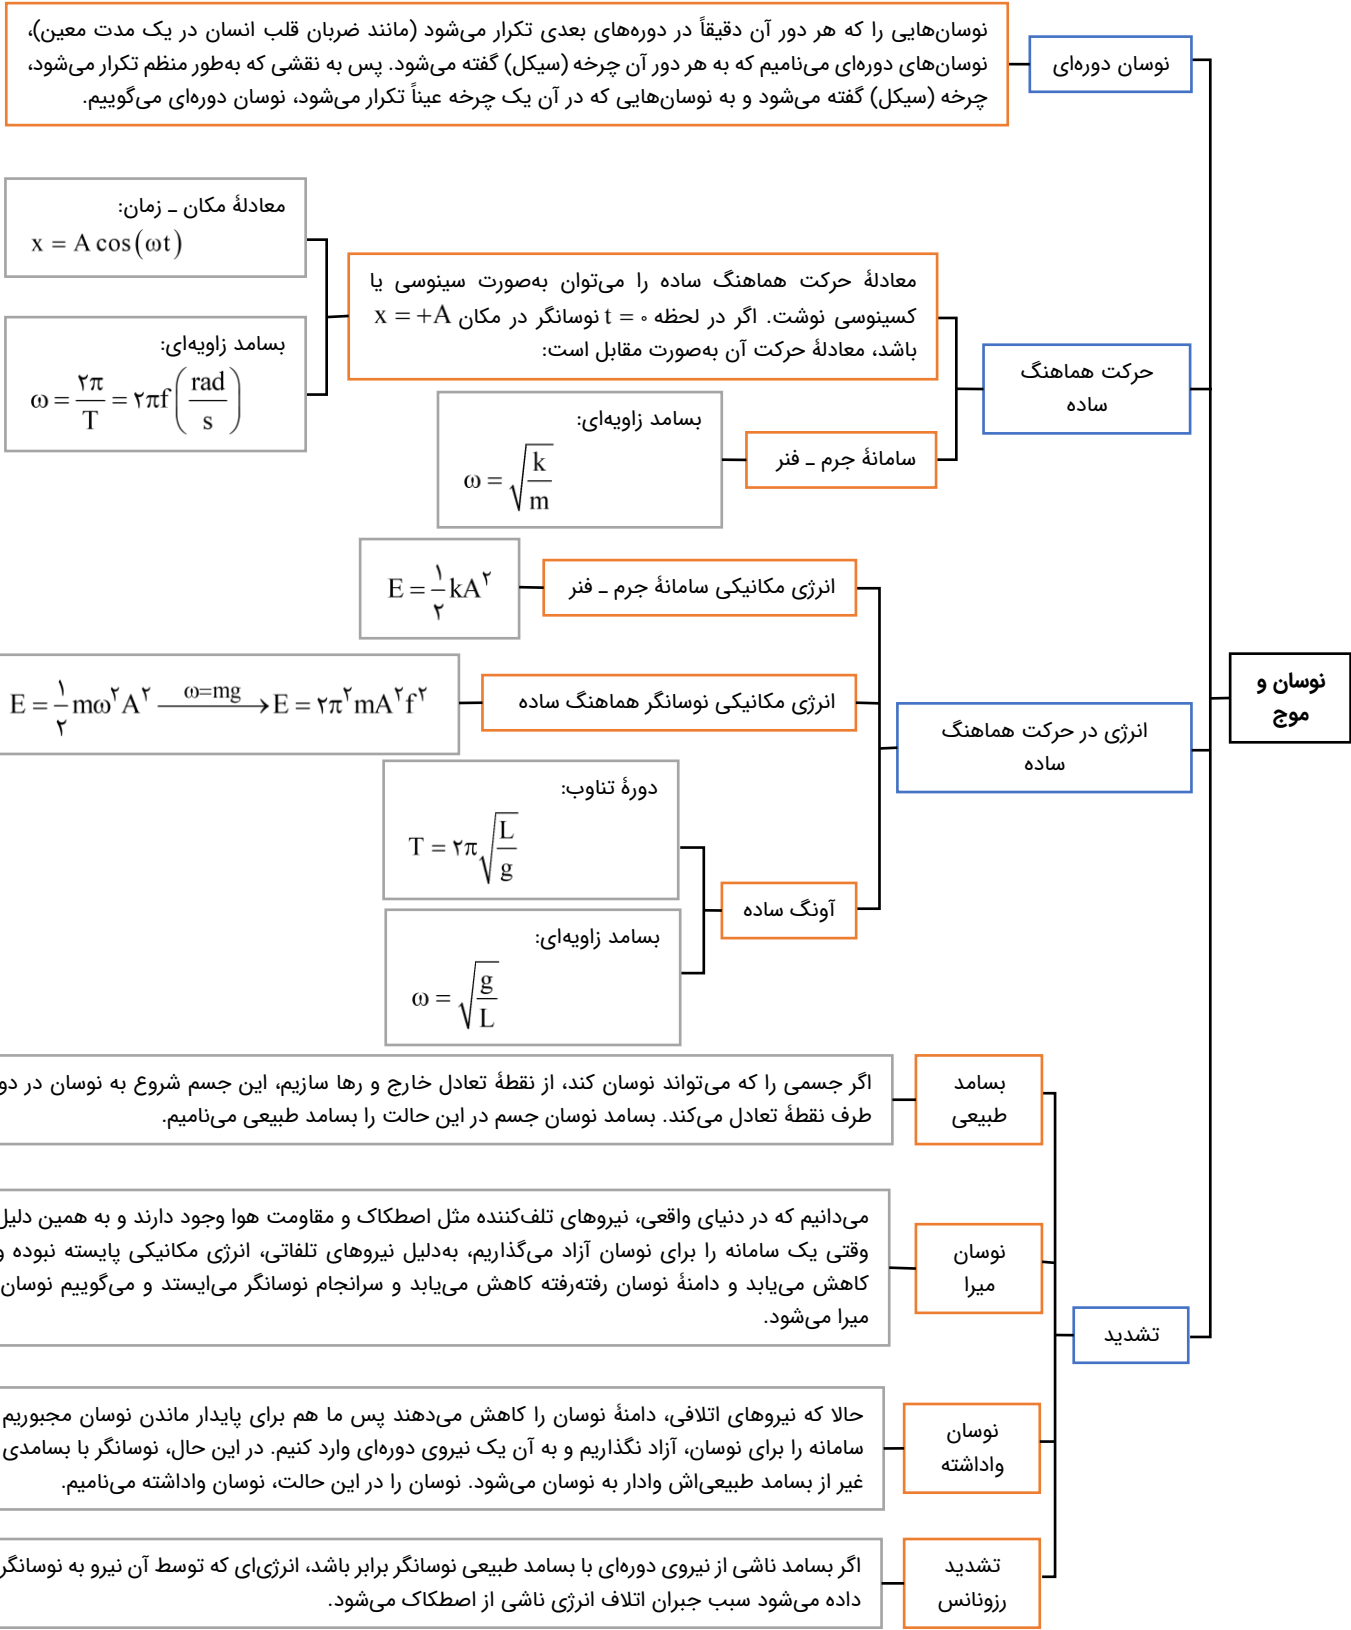 نوسان و
موج
نوسان دوره‌ای
نوسان‌هایی را که هر دور آن دقیقاً در دوره‌های بعدی تکرار می‌شود (مانند ضربان قلب انسان در یک مدت معین)،
نوسان‌های دوره‌ای می‌نامیم که به هر دور آن چرخه (سیکل) گفته می‌شود. پس به نقشی که به‌طور منظم تکرار می‌شود،
چرخه (سیکل) گفته می‌شود و به نوسان‌هایی که در آن یک چرخه عیناً تکرار می‌شود، نوسان دوره‌ای می‌گوییم.
حرکت هماهنگ
ساده
معادلهٔ حرکت هماهنگ ساده را می‌توان به‌صورت سینوسی یا
کسینوسی نوشت. اگر در لحظه t = ۰ نوسانگر در مکان x = +A
باشد، معادلهٔ حرکت آن به‌صورت مقابل است:
معادلهٔ مکان ـ زمان:
x = A cos(ωt)
بسامد زاویه‌ای:
ω = ۲π/T = ۲πf (rad/s)
سامانهٔ جرم ـ فنر
بسامد زاویه‌ای:
ω = √(k/m)
انرژی در حرکت هماهنگ
ساده
انرژی مکانیکی سامانهٔ جرم ـ فنر
E = ۱/۲ kA^۲
انرژی مکانیکی نوسانگر هماهنگ ساده
E = ۱/۲ mω^۲A^۲ —ω=mg→ E = ۲π^۲mA^۲f^۲
آونگ ساده
دورهٔ تناوب:
T = ۲π√(L/g)
بسامد زاویه‌ای:
ω = √(g/L)
تشدید
بسامد
طبیعی
اگر جسمی را که می‌تواند نوسان کند، از نقطهٔ تعادل خارج و رها سازیم، این جسم شروع به نوسان در دو
طرف نقطهٔ تعادل می‌کند. بسامد نوسان جسم در این حالت را بسامد طبیعی می‌نامیم.
نوسان
میرا
می‌دانیم که در دنیای واقعی، نیروهای تلف‌کننده مثل اصطکاک و مقاومت هوا وجود دارند و به همین دلیل
وقتی یک سامانه را برای نوسان آزاد می‌گذاریم، به‌دلیل نیروهای تلفاتی، انرژی مکانیکی پایسته نبوده و
کاهش می‌یابد و دامنهٔ نوسان رفته‌رفته کاهش می‌یابد و سرانجام نوسانگر می‌ایستد و می‌گوییم نوسان
میرا می‌شود.
نوسان
واداشته
حالا که نیروهای اتلافی، دامنهٔ نوسان را کاهش می‌دهند پس ما هم برای پایدار ماندن نوسان مجبوریم
سامانه را برای نوسان، آزاد نگذاریم و به آن یک نیروی دوره‌ای وارد کنیم. در این حال، نوسانگر با بسامدی
غیر از بسامد طبیعی‌اش وادار به نوسان می‌شود. نوسان را در این حالت، نوسان واداشته می‌نامیم.
تشدید
رزونانس
اگر بسامد ناشی از نیروی دوره‌ای با بسامد طبیعی نوسانگر برابر باشد، انرژی‌ای که توسط آن نیرو به نوسانگر
داده می‌شود سبب جبران اتلاف انرژی ناشی از اصطکاک می‌شود.